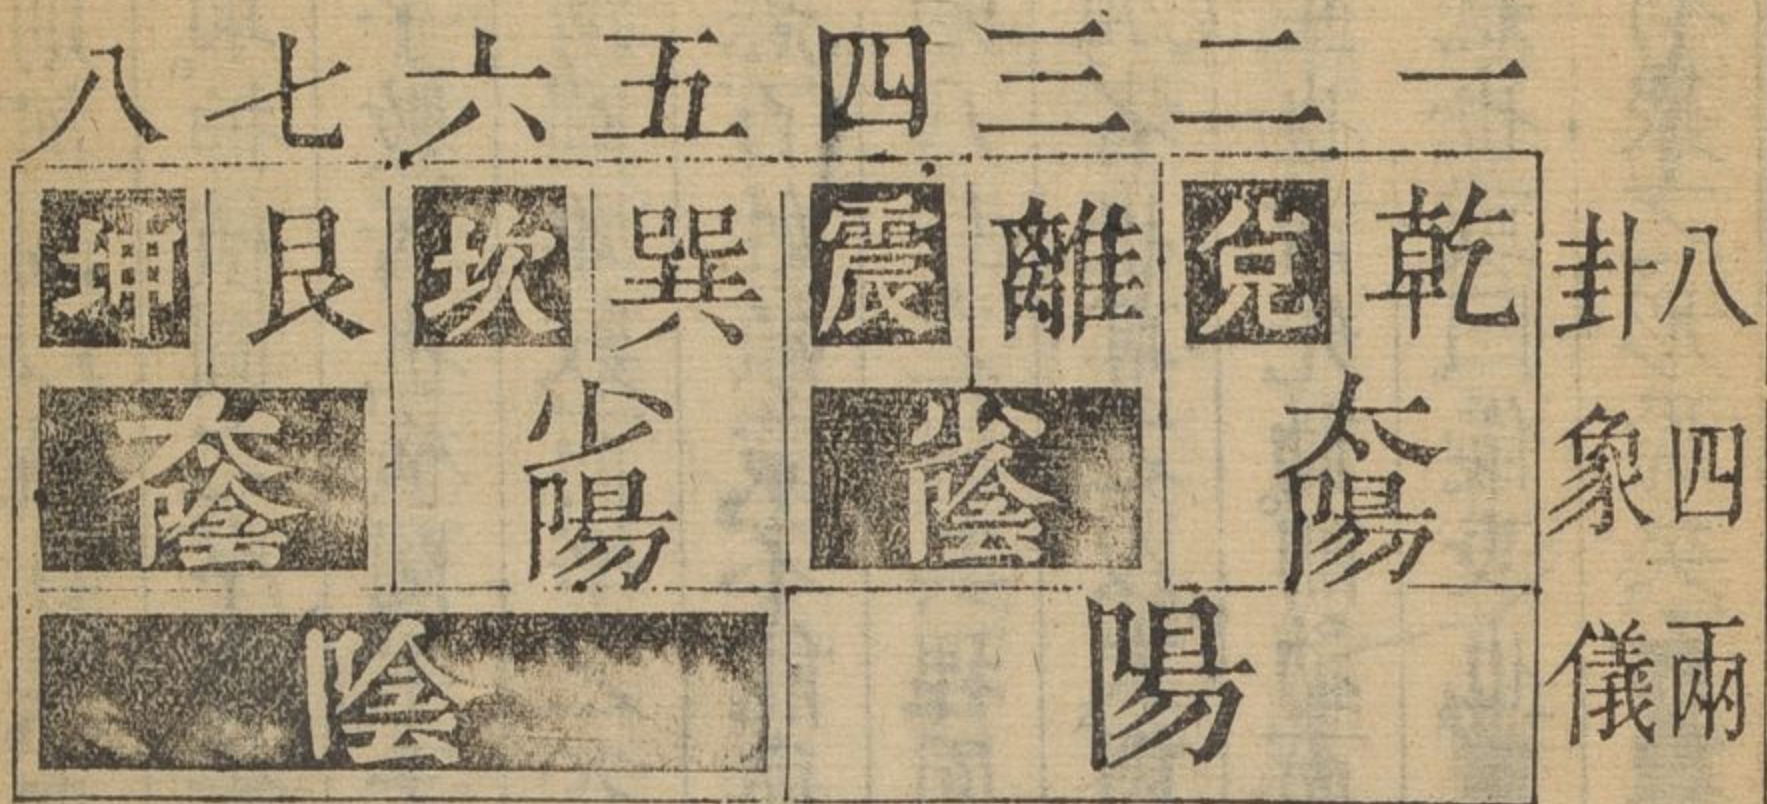 一 二 三 四 五 六 七 八
八卦 乾 兌 離 震 巽 坎 艮 坤
四象 太陽 少陰 少陽 太陰
兩儀 陽 陰